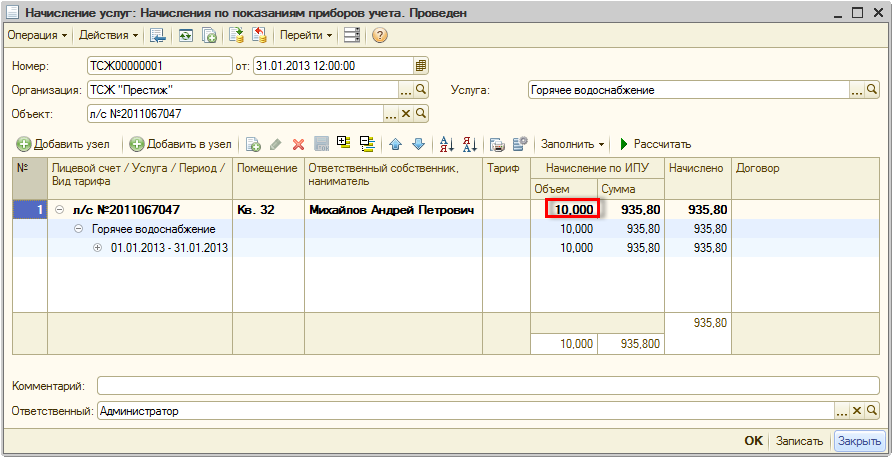 Начисление услуг: Начисления по показаниям приборов учета. Проведен
Операция Действия Перейти
Номер: ТСЖ00000001 от: 31.01.2013 12:00:00
Организация: ТСЖ "Престиж" Услуга: Горячее водоснабжение
Объект: л/с №2011067047
Добавить узел Добавить в узел Заполнить Рассчитать
№ Лицевой счет / Услуга / Период / Помещение Ответственный собственник, Тариф Начисление по ИПУ Начислено Договор
Вид тарифа наниматель Объем Сумма
1 л/с №2011067047 Кв. 32 Михайлов Андрей Петрович 10,000 935,80 935,80
Горячее водоснабжение 10,000 935,80 935,80
01.01.2013 - 31.01.2013 10,000 935,80 935,80
935,80
10,000 935,800
Комментарий:
Ответственный: Администратор
OK Записать Закрыть